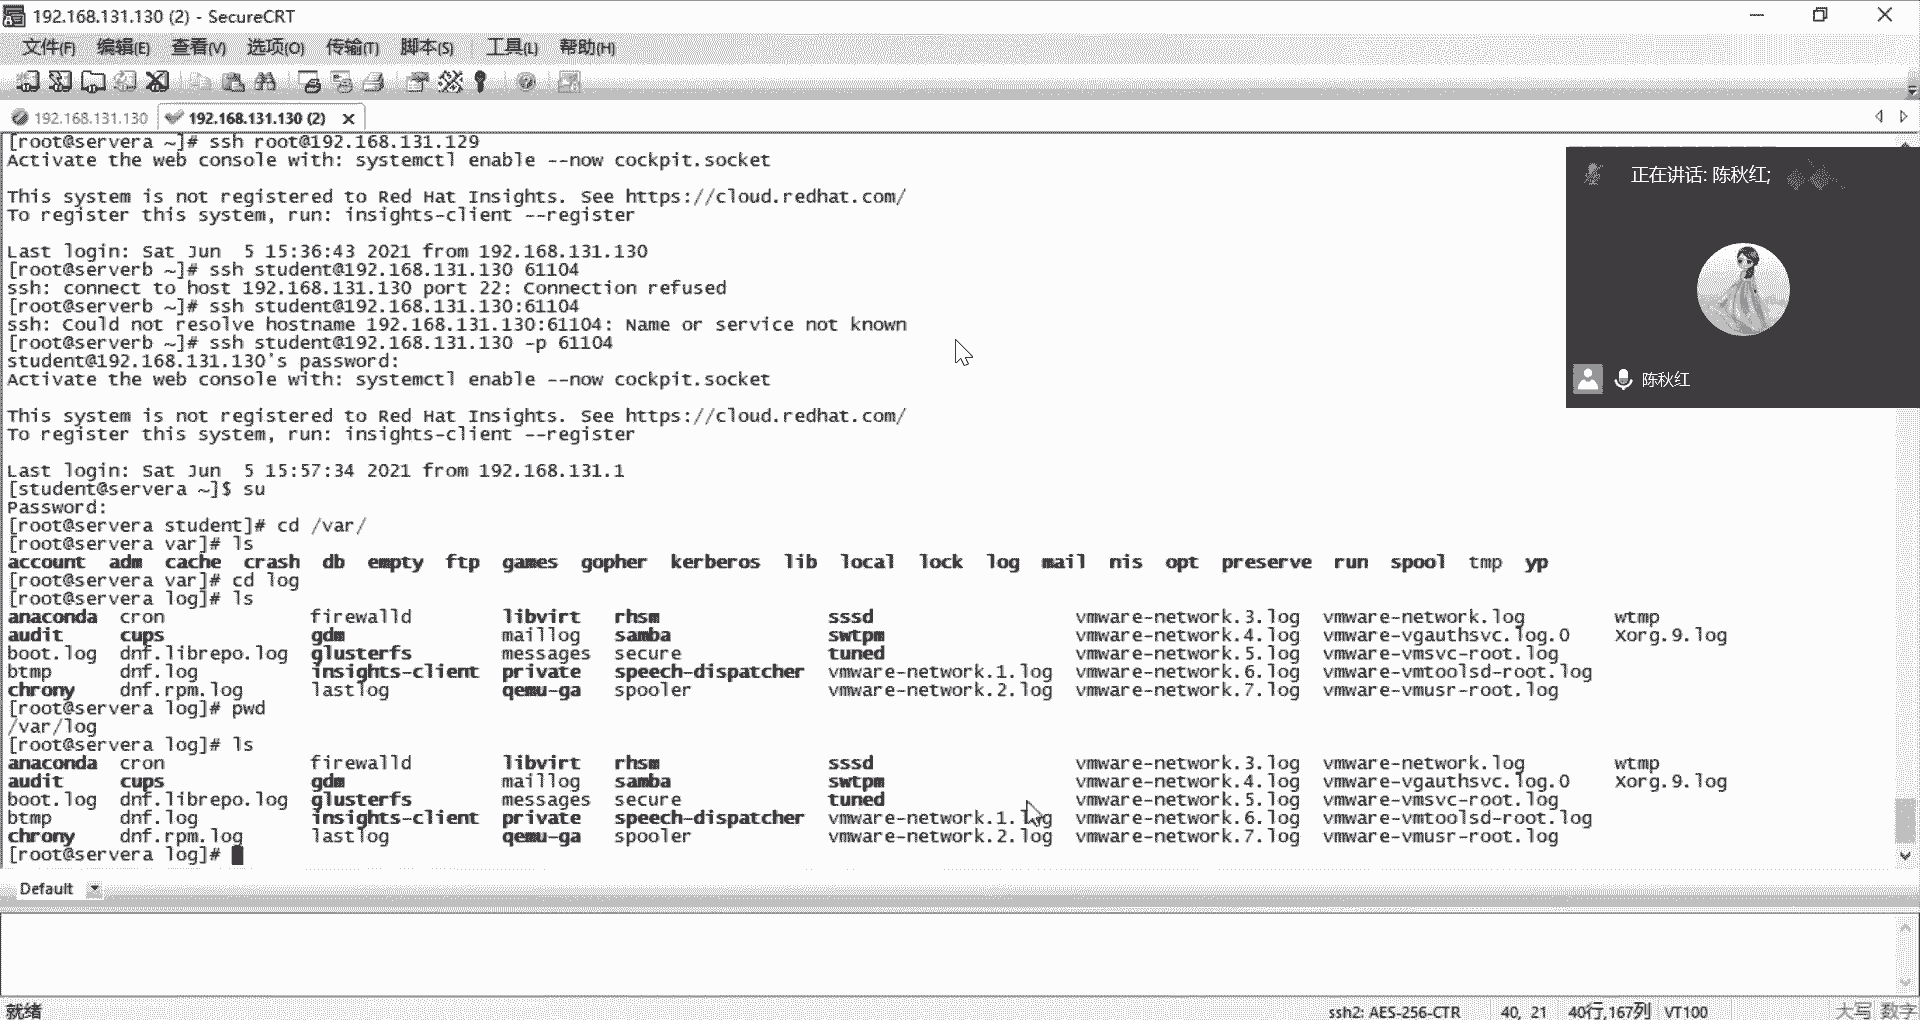 192.168.131.130 (2) - SecureCRT
文件(F) 编辑(E) 查看(V) 选项(O) 传输(T) 脚本(S) 工具(L) 帮助(H)
192.168.131.130 192.168.131.130 (2)
[root@servera ~]# ssh root@192.168.131.129
Activate the web console with: systemctl enable --now cockpit.socket
This system is not registered to Red Hat Insights. See https://cloud.redhat.com/
To register this system, run: insights-client --register
Last login: Sat Jun  5 15:36:43 2021 from 192.168.131.130
[root@serverb ~]# ssh student@192.168.131.130 61104
ssh: connect to host 192.168.131.130 port 22: Connection refused
[root@serverb ~]# ssh student@192.168.131.130:61104
ssh: Could not resolve hostname 192.168.131.130:61104: Name or service not known
[root@serverb ~]# ssh student@192.168.131.130 -p 61104
student@192.168.131.130's password:
Activate the web console with: systemctl enable --now cockpit.socket
This system is not registered to Red Hat Insights. See https://cloud.redhat.com/
To register this system, run: insights-client --register
Last login: Sat Jun  5 15:57:34 2021 from 192.168.131.1
[student@servera ~]$ su
Password:
[root@servera student]# cd /var/
[root@servera var]# ls
account adm cache crash db empty ftp games gopher kerberos lib local lock log mail nis opt preserve run spool tmp yp
[root@servera var]# cd log
[root@servera log]# ls
anaconda cron firewalld libvirt rhsm sssd vmware-network.3.log vmware-network.log wtmp
audit cups gdm maillog samba swtpm vmware-network.4.log vmware-vgauthsvc.log.0 Xorg.9.log
boot.log dnf.librepo.log glusterfs messages secure tuned vmware-network.5.log vmware-vmsvc-root.log
btmp dnf.log insights-client private speech-dispatcher vmware-network.1.log vmware-network.6.log vmware-vmtoolsd-root.log
chrony dnf.rpm.log lastlog qemu-ga spooler vmware-network.2.log vmware-network.7.log vmware-vmusr-root.log
[root@servera log]# pwd
/var/log
[root@servera log]# ls
anaconda cron firewalld libvirt rhsm sssd vmware-network.3.log vmware-network.log wtmp
audit cups gdm maillog samba swtpm vmware-network.4.log vmware-vgauthsvc.log.0 Xorg.9.log
boot.log dnf.librepo.log glusterfs messages secure tuned vmware-network.5.log vmware-vmsvc-root.log
btmp dnf.log insights-client private speech-dispatcher vmware-network.1.log vmware-network.6.log vmware-vmtoolsd-root.log
chrony dnf.rpm.log lastlog qemu-ga spooler vmware-network.2.log vmware-network.7.log vmware-vmusr-root.log
[root@servera log]#
正在讲话: 陈秋红;
陈秋红
Default
就绪 ssh2: AES-256-CTR 40, 21 40行,167列 VT100 大写 数字